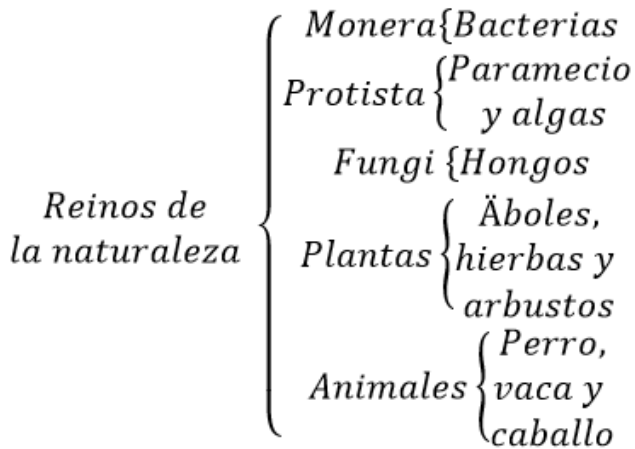 Reinos de
la naturaleza
Monera{Bacterias
Protista
{Paramecio
y algas
Fungi {Hongos
Plantas
{Äboles,
hierbas y
arbustos
Animales
{Perro,
vaca y
caballo